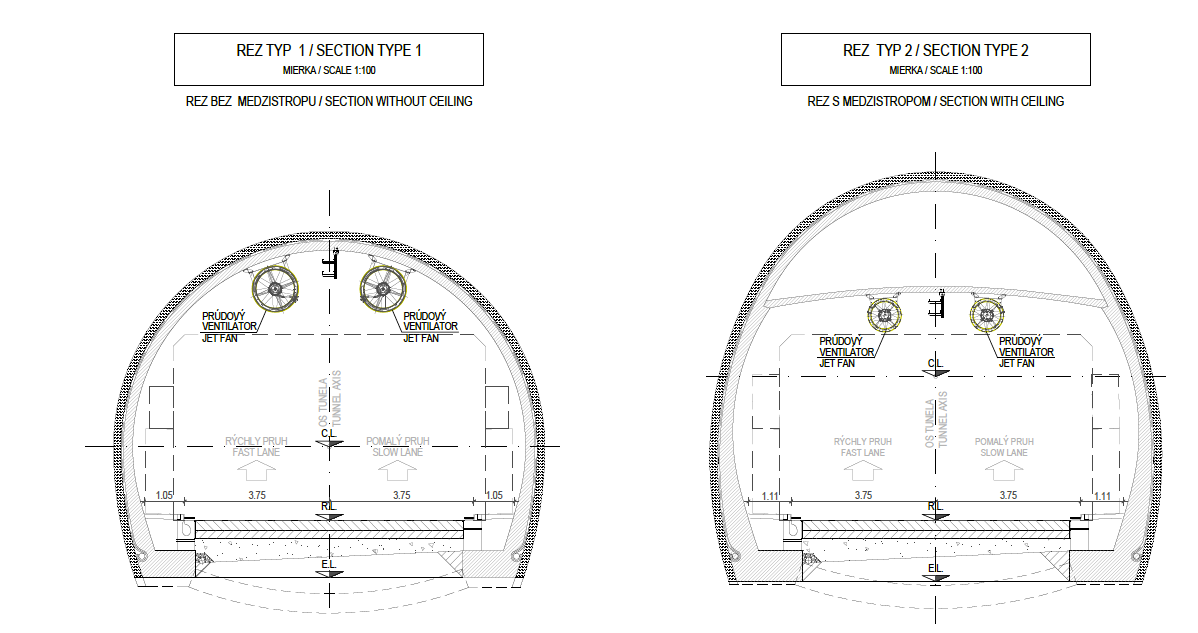 REZ TYP 1 / SECTION TYPE 1
MIERKA / SCALE 1:100
REZ BEZ MEDZISTROPU / SECTION WITHOUT CEILING
PRÚDOVÝ
VENTILÁTOR
JET FAN
PRÚDOVÝ
VENTILÁTOR
JET FAN
OS TUNELA
TUNNEL AXIS
C.L.
RÝCHLY PRUH
FAST LANE
POMALÝ PRUH
SLOW LANE
1.05
3.75
3.75
1.05
R.L.
E.L.
REZ TYP 2 / SECTION TYPE 2
MIERKA / SCALE 1:100
REZ S MEDZISTROPOM / SECTION WITH CEILING
PRÚDOVÝ
VENTILÁTOR
JET FAN
PRÚDOVÝ
VENTILÁTOR
JET FAN
C.L.
OS TUNELA
TUNNEL AXIS
RÝCHLY PRUH
FAST LANE
POMALÝ PRUH
SLOW LANE
1.11
3.75
3.75
1.11
R.L.
E.L.